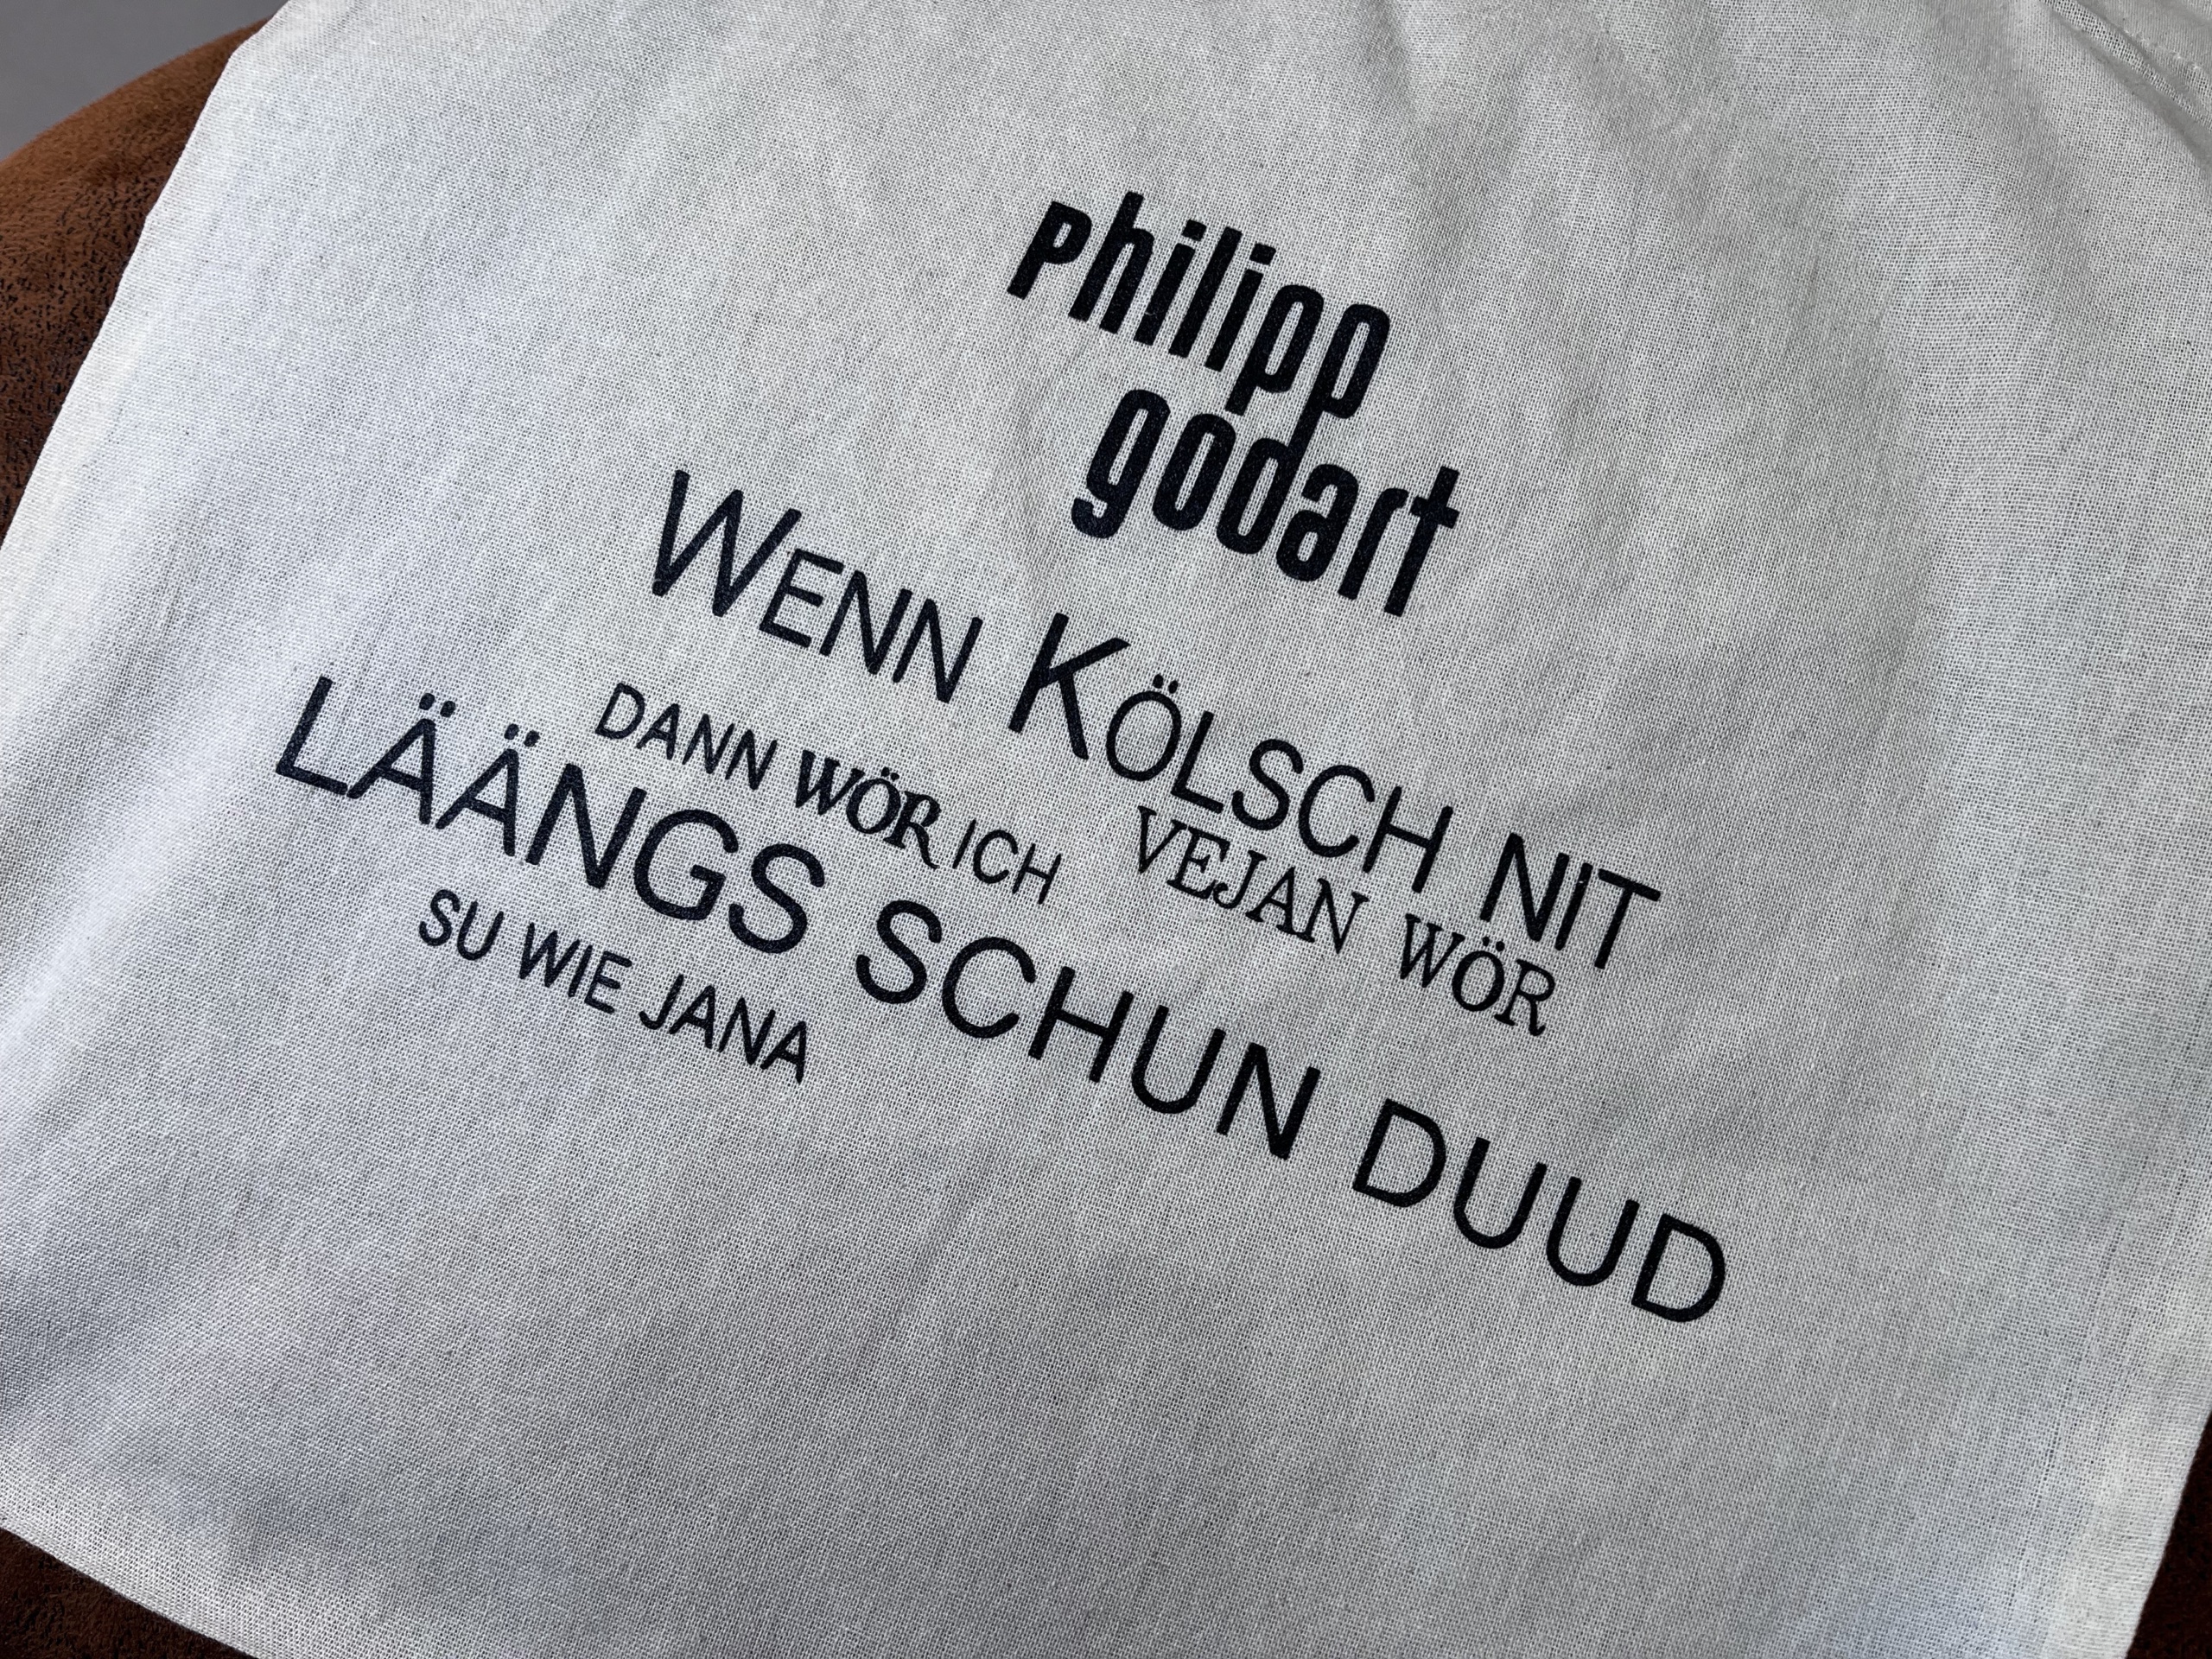 philipp
godart
WENN KÖLSCH NIT
VEJAN WÖR
DANN WÖR ICH
LÄÄNGS SCHUN DUUD
SU WIE JANA